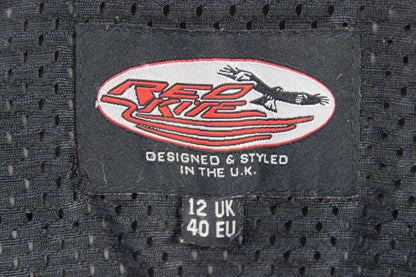 RED
KITE
DESIGNED & STYLED
IN THE U.K.
12 UK
40 EU